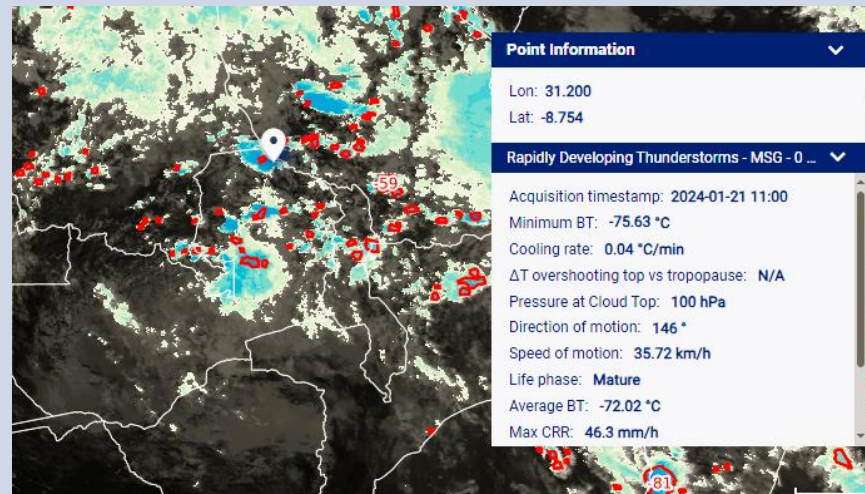 Point Information
Lon: 31.200
Lat: -8.754
Rapidly Developing Thunderstorms - MSG - 0 ...
Acquisition timestamp: 2024-01-21 11:00
Minimum BT: -75.63 °C
Cooling rate: 0.04 °C/min
ΔT overshooting top vs tropopause: N/A
Pressure at Cloud Top: 100 hPa
Direction of motion: 146 °
Speed of motion: 35.72 km/h
Life phase: Mature
Average BT: -72.02 °C
Max CRR: 46.3 mm/h
-59
-81